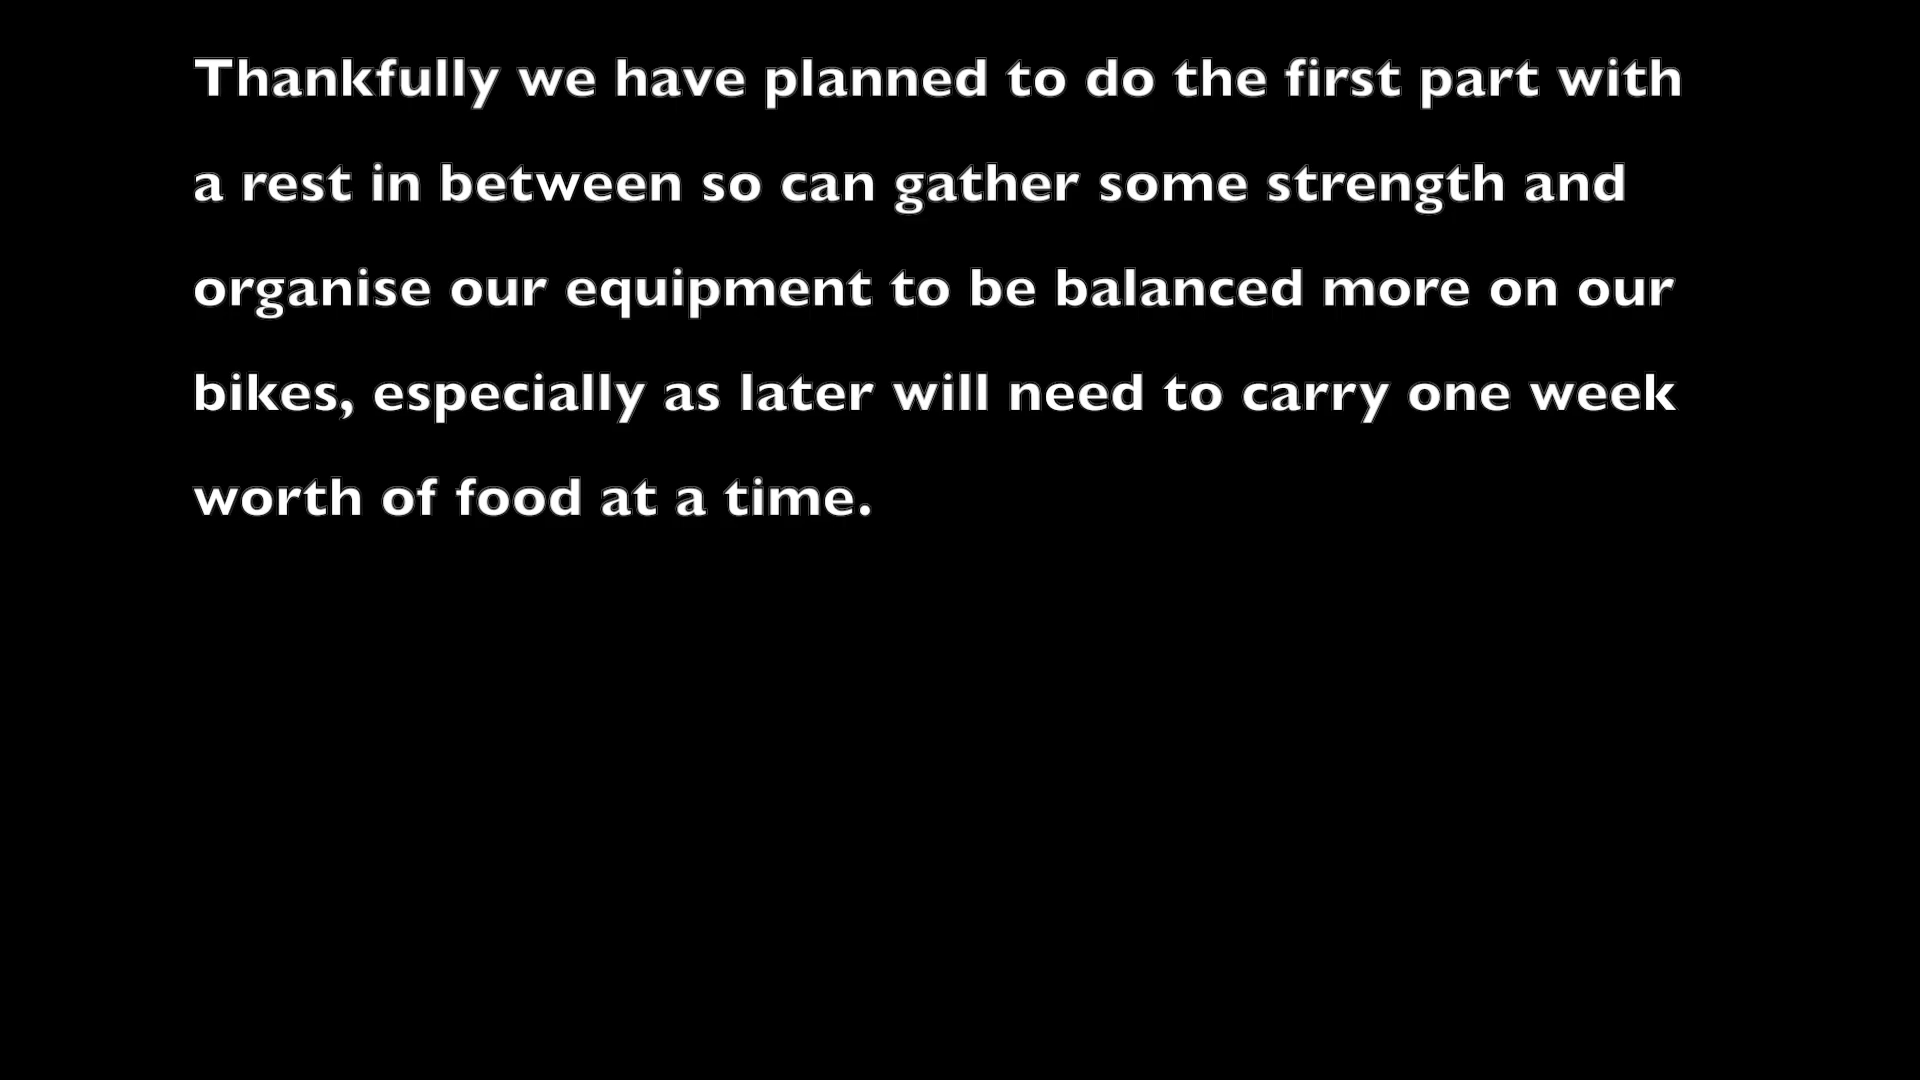 Thankfully we have planned to do the first part with
a rest in between so can gather some strength and
organise our equipment to be balanced more on our
bikes, especially as later will need to carry one week
worth of food at a time.